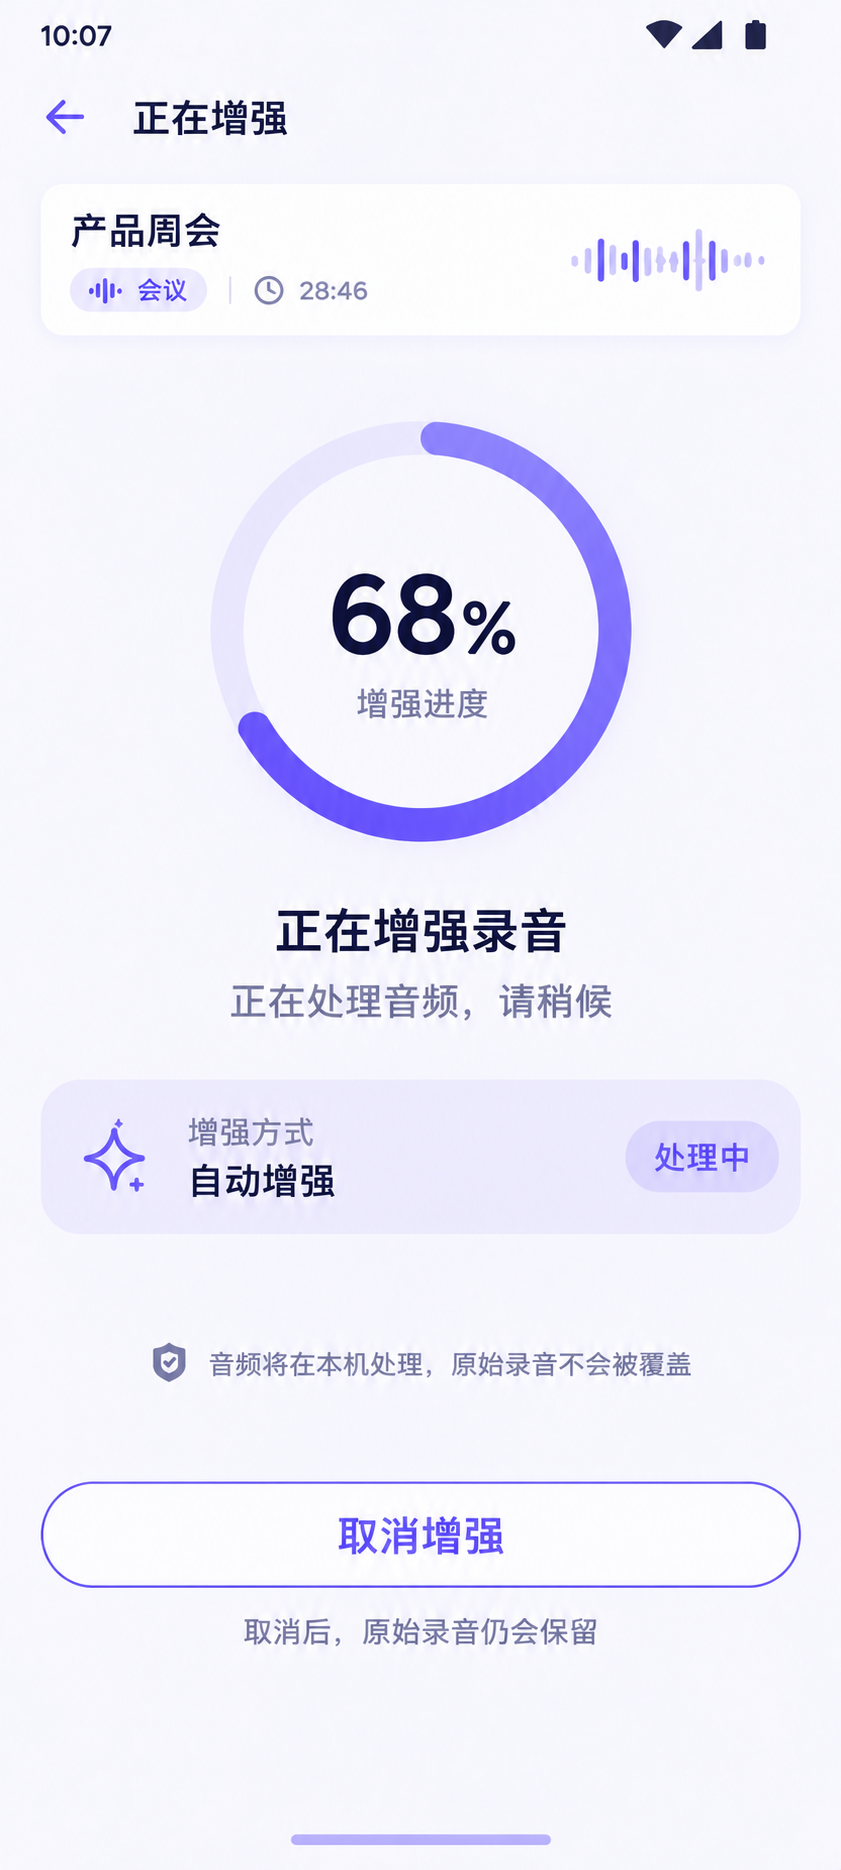 10:07
正在增强
产品周会
会议
28:46
68%
增强进度
正在增强录音
正在处理音频，请稍候
增强方式
自动增强
处理中
音频将在本机处理，原始录音不会被覆盖
取消增强
取消后，原始录音仍会保留